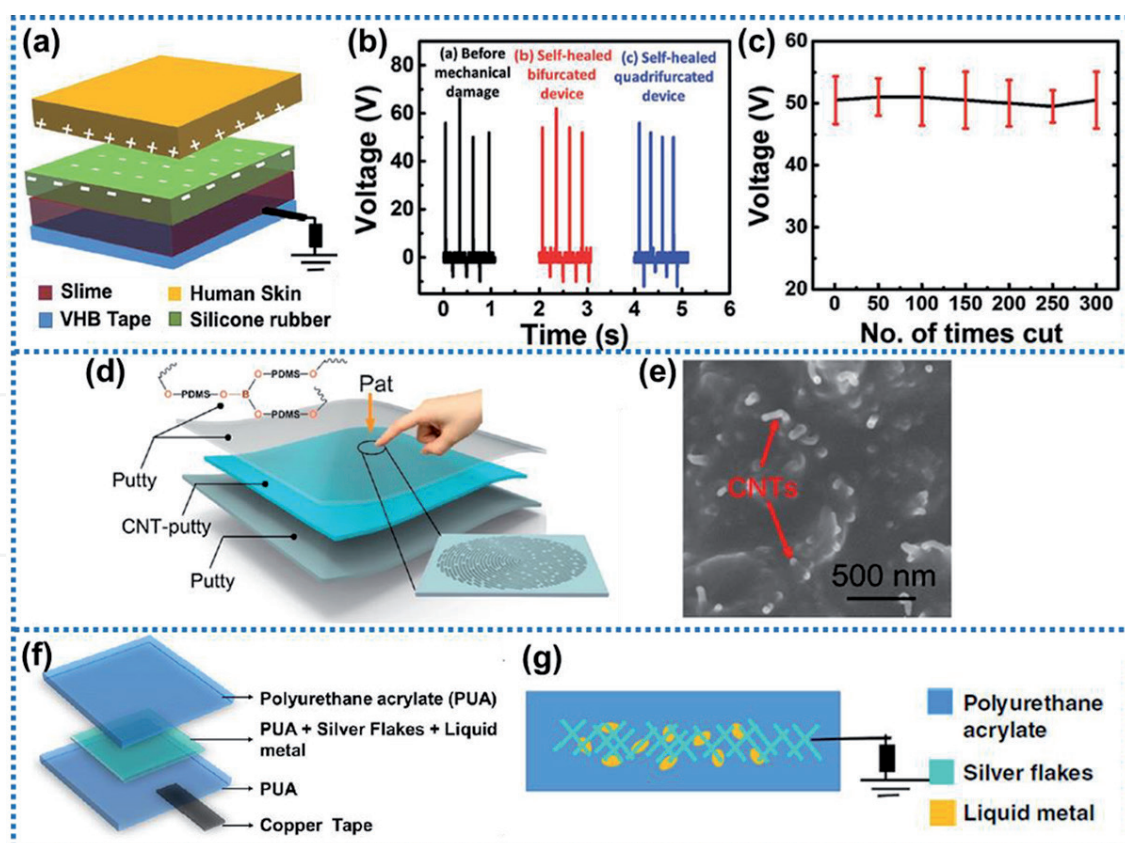 (a)
Slime
Human Skin
VHB Tape
Silicone rubber
(b)
Voltage (V)
80
60
40
20
0
(a) Before
mechanical
damage
(b) Self-healed
bifurcated
device
(c) Self-healed
quadrifurcated
device
0 1 2 3 4 5 6
Time (s)
(c)
Voltage (V)
60
50
40
30
20
0 50 100 150 200 250 300
No. of times cut
(d)
O-PDMS-O-B
O-PDMS-O
O-PDMS-O
Pat
Putty
CNT-putty
Putty
(e)
CNTs
500 nm
(f)
Polyurethane acrylate (PUA)
PUA + Silver Flakes + Liquid
metal
PUA
Copper Tape
(g)
Polyurethane
acrylate
Silver flakes
Liquid metal